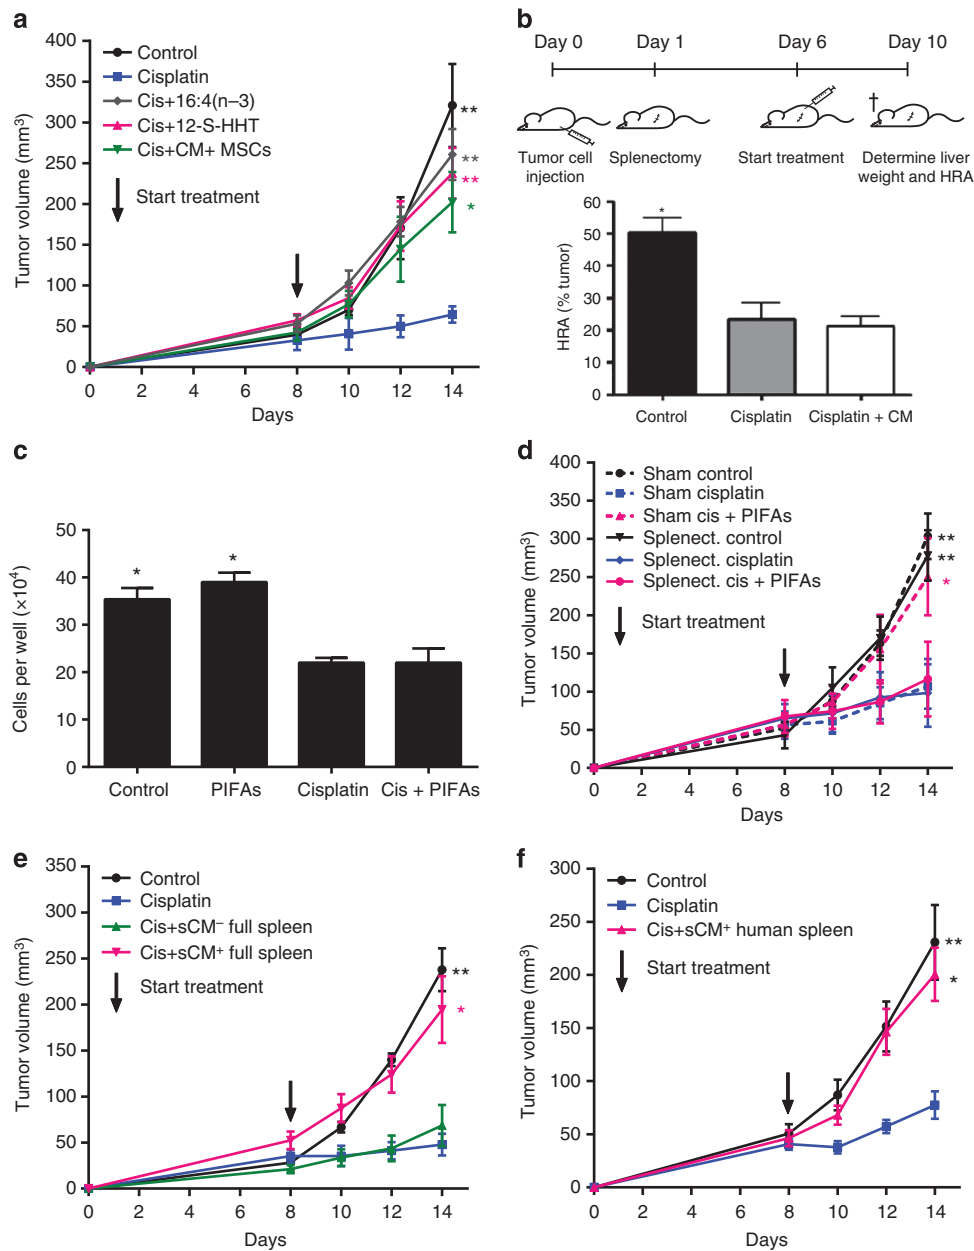 a
400
350
300
250
200
150
100
50
0
Tumor volume (mm³)
Control
Cisplatin
Cis+16:4(n–3)
Cis+12-S-HHT
Cis+CM+ MSCs
Start treatment
**
**
**
*
0 2 4 6 8 10 12 14
Days
b
Day 0 Day 1 Day 6 Day 10
†
Tumor cell injection
Splenectomy
Start treatment
Determine liver weight and HRA
60
50
40
30
20
10
0
HRA (% tumor)
*
Control Cisplatin Cisplatin + CM
c
50
40
30
20
10
0
Cells per well (×10⁴)
* *
Control PIFAs Cisplatin Cis + PIFAs
d
400
350
300
250
200
150
100
50
0
Tumor volume (mm³)
Sham control
Sham cisplatin
Sham cis + PIFAs
Splenect. control
Splenect. cisplatin
Splenect. cis + PIFAs
Start treatment
**
**
*
0 2 4 6 8 10 12 14
Days
e
350
300
250
200
150
100
50
0
Tumor volume (mm³)
Control
Cisplatin
Cis+sCM⁻ full spleen
Cis+sCM⁺ full spleen
Start treatment
**
*
0 2 4 6 8 10 12 14
Days
f
300
250
200
150
100
50
0
Tumor volume (mm³)
Control
Cisplatin
Cis+sCM⁺ human spleen
Start treatment
**
*
0 2 4 6 8 10 12 14
Days